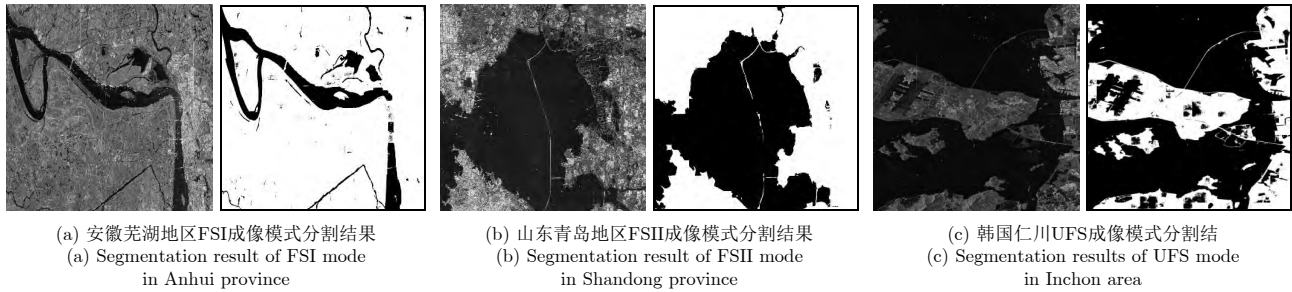 (a) 安徽芜湖地区FSI成像模式分割结果
(a) Segmentation result of FSI mode
in Anhui province
(b) 山东青岛地区FSII成像模式分割结果
(b) Segmentation result of FSII mode
in Shandong province
(c) 韩国仁川UFS成像模式分割结
(c) Segmentation results of UFS mode
in Inchon area